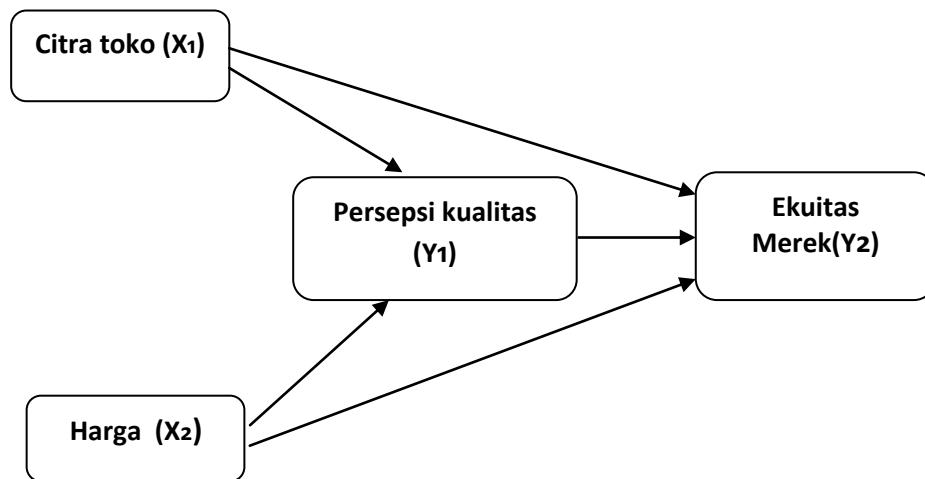 Citra toko (X1)
Persepsi kualitas
(Y1)
Ekuitas
Merek(Y2)
Harga (X2)